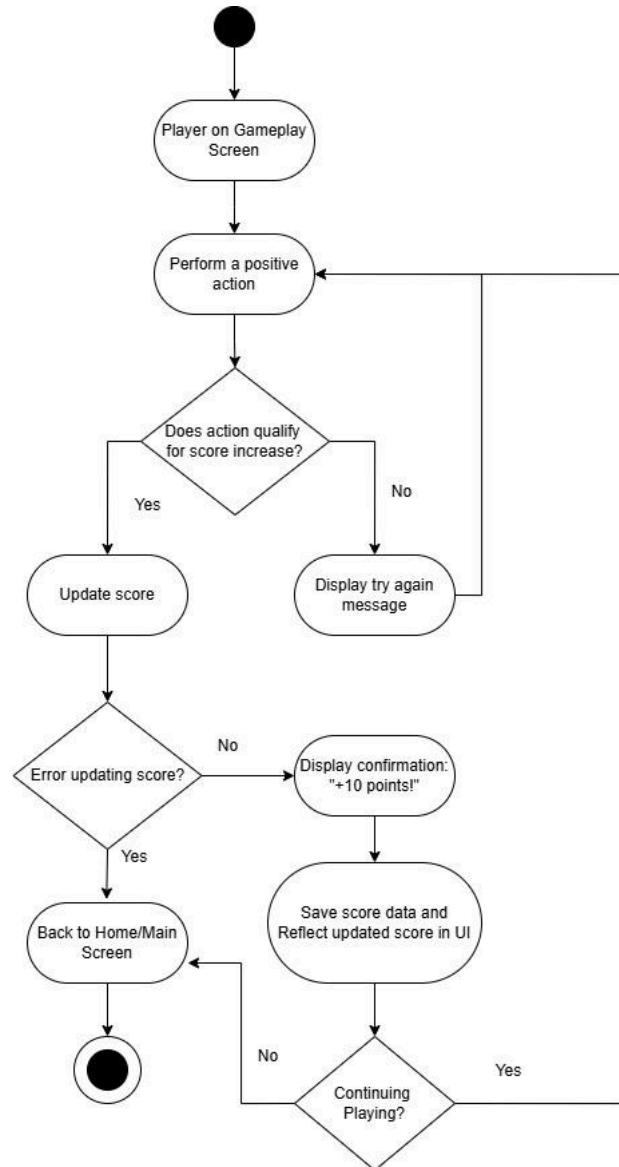 Player on Gameplay
Screen
Perform a positive
action
Does action qualify
for score increase?
Yes
No
Update score
Display try again
message
Error updating score?
No
Display confirmation:
"+10 points!"
Yes
Save score data and
Reflect updated score in UI
Back to Home/Main
Screen
No
Yes
Continuing
Playing?